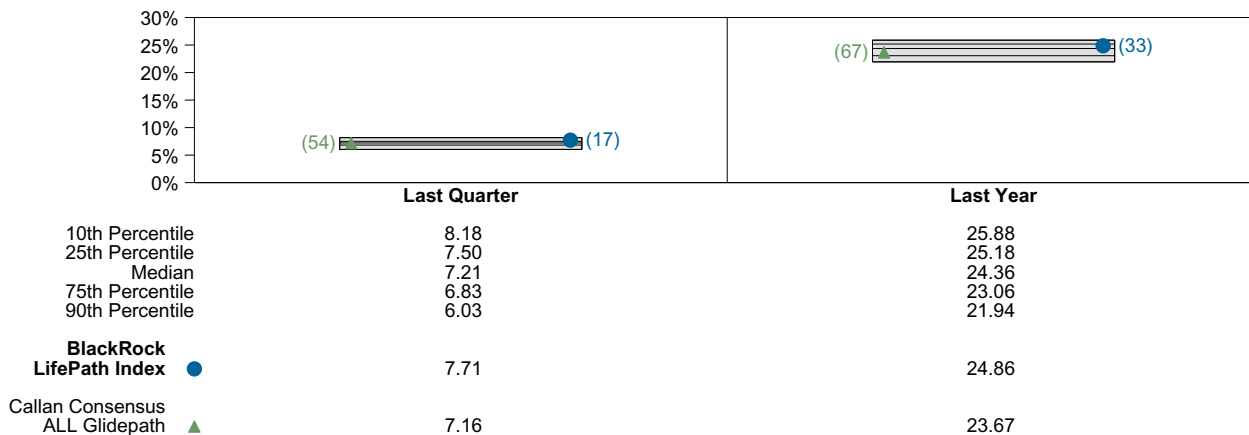 30%
25%
20%
15%
10%
5%
0%
(54)
(17)
(67)
(33)
Last Quarter Last Year
10th Percentile 8.18 25.88
25th Percentile 7.50 25.18
Median 7.21 24.36
75th Percentile 6.83 23.06
90th Percentile 6.03 21.94
BlackRock
LifePath Index 7.71 24.86
Callan Consensus
ALL Glidepath 7.16 23.67